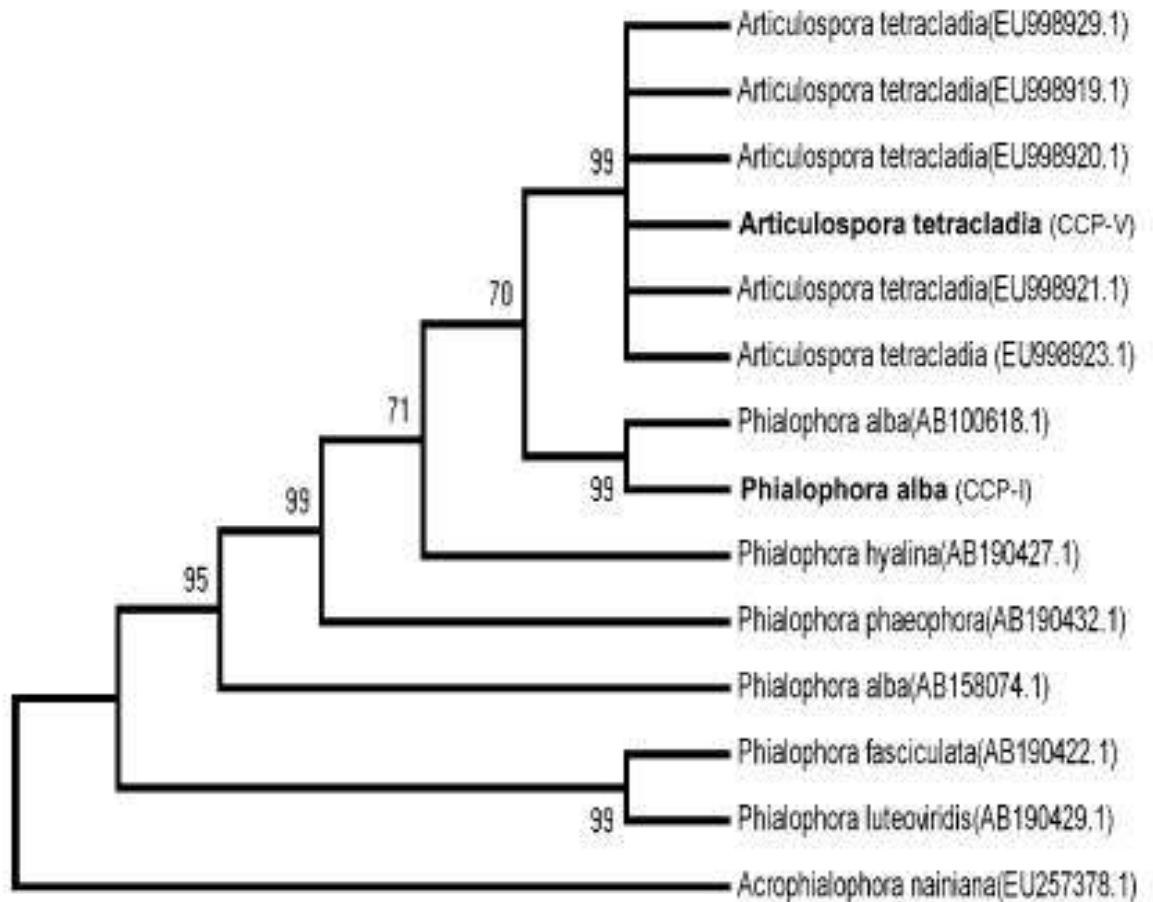 Articulospora tetracladia(EU998929.1)
Articulospora tetracladia(EU998919.1)
Articulospora tetracladia(EU998920.1)
99
Articulospora tetracladia (CCP-V)
Articulospora tetracladia(EU998921.1)
70
Articulospora tetracladia (EU998923.1)
71
Phialophora alba(AB100618.1)
99
Phialophora alba (CCP-I)
99
Phialophora hyalina(AB190427.1)
95
Phialophora phaeophora(AB190432.1)
Phialophora alba(AB158074.1)
Phialophora fasciculata(AB190422.1)
99
Phialophora luteoviridis(AB190429.1)
Acrophialophora nainiana(EU257378.1)